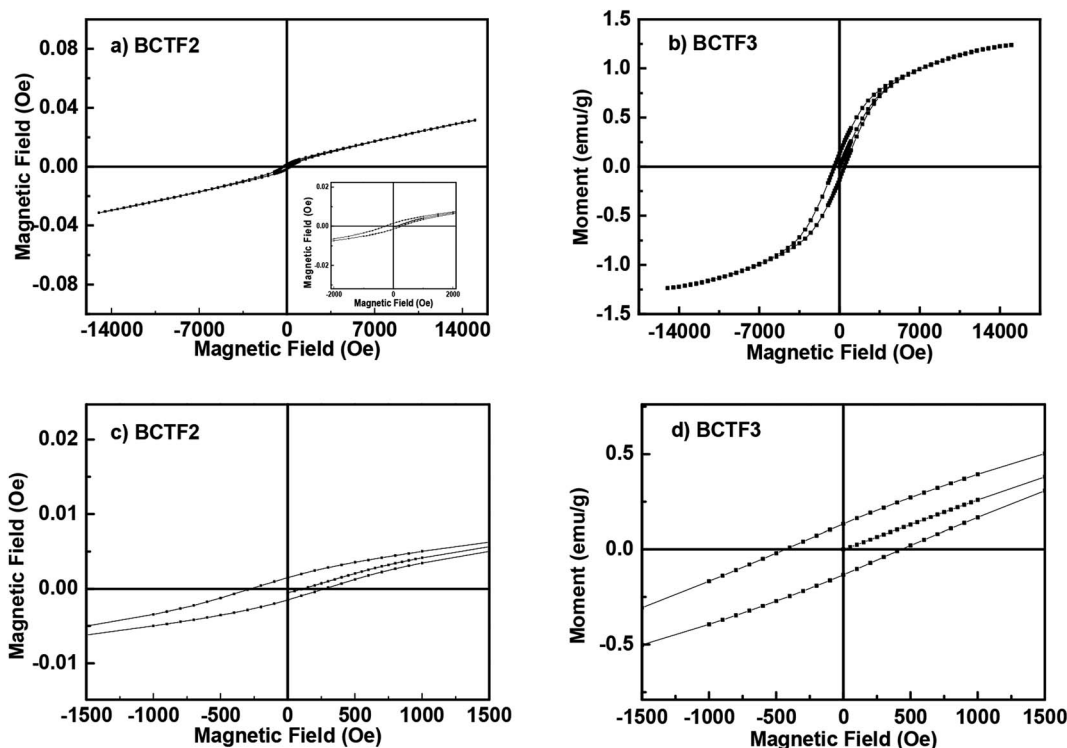 a) BCTF2
Magnetic Field (Oe)
0.08
0.04
0.00
-0.04
-0.08
-14000 -7000 0 7000 14000
Magnetic Field (Oe)
Magnetic Field (Oe)
0.02
0.00
-0.02
-2000 0 2000
Magnetic Field (Oe)
b) BCTF3
Moment (emu/g)
1.5
1.0
0.5
0.0
-0.5
-1.0
-1.5
-14000 -7000 0 7000 14000
Magnetic Field (Oe)
c) BCTF2
Magnetic Field (Oe)
0.02
0.01
0.00
-0.01
-1500 -1000 -500 0 500 1000 1500
Magnetic Field (Oe)
d) BCTF3
Moment (emu/g)
0.5
0.0
-0.5
-1500 -1000 -500 0 500 1000 1500
Magnetic Field (Oe)